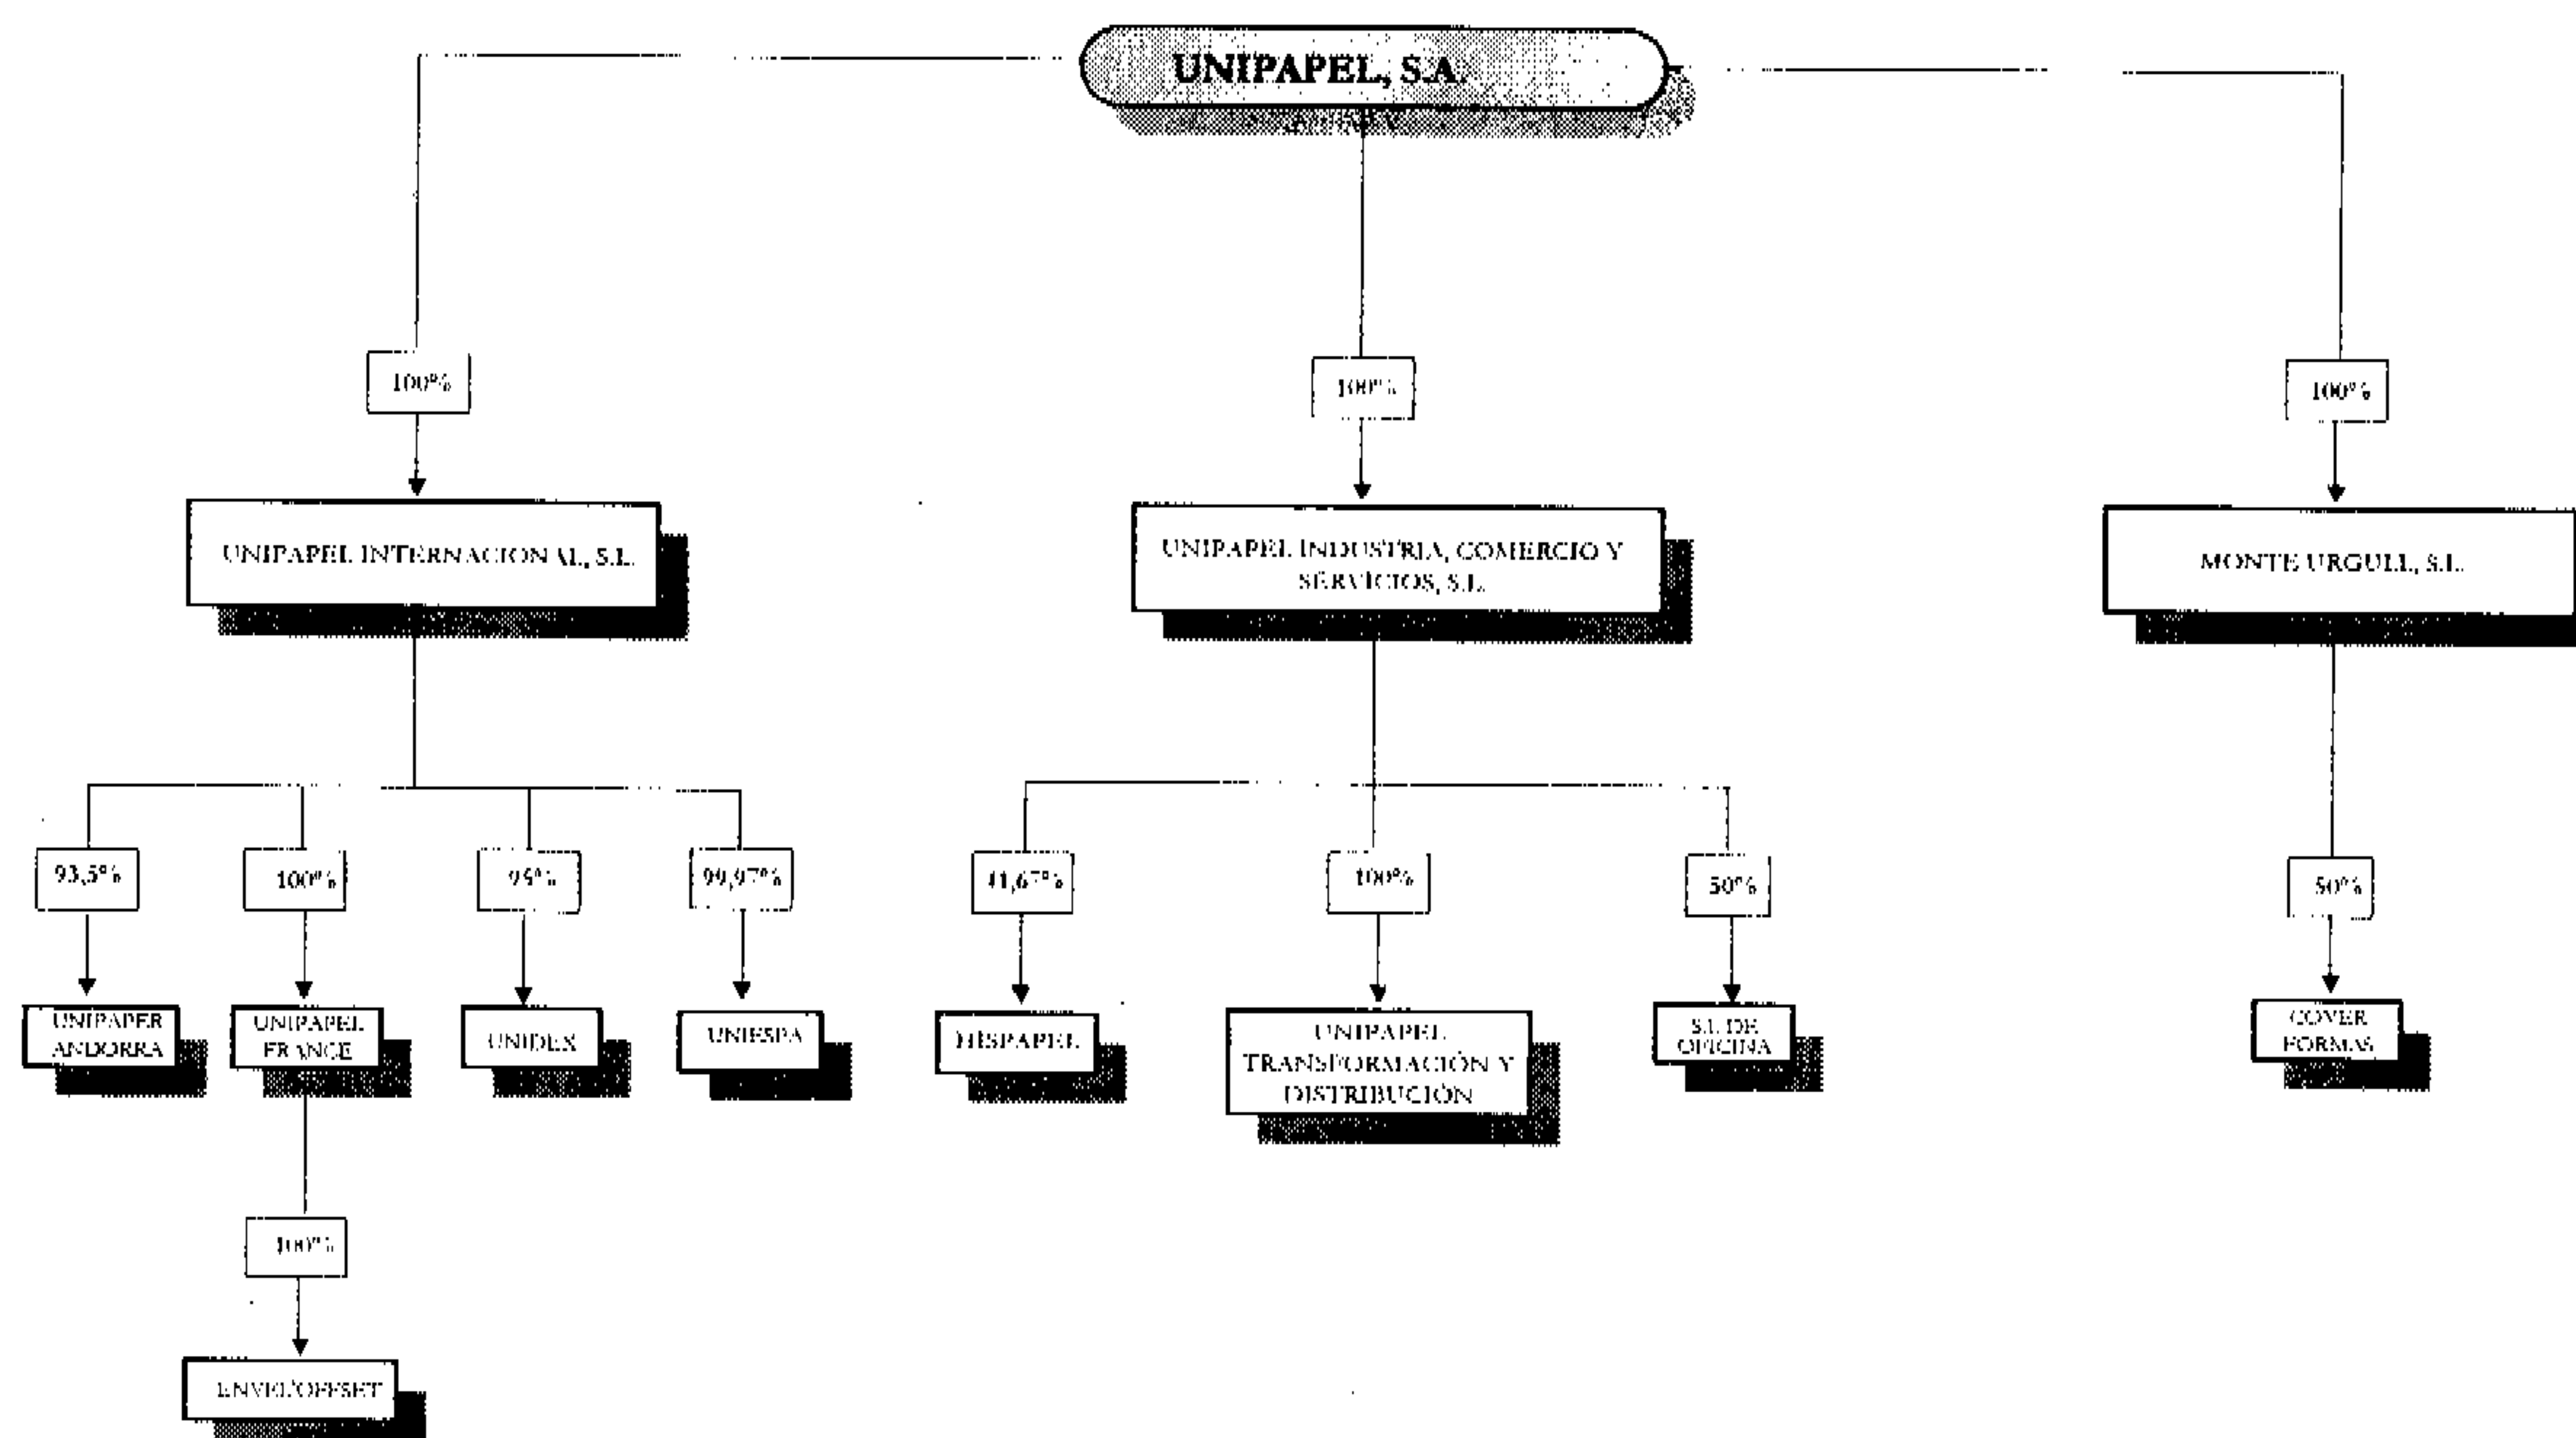 UNIPAPEL, S.A.
100%
100%
100%
UNIPAPEL INTERNACIONAL, S.L.
UNIPAPEL INDUSTRIA, COMERCIO Y
SERVICIOS, S.L.
MONTE URGULL, S.L.
93,5%
100%
95%
99,97%
41,67%
100%
50%
50%
UNIPAPER
ANDORRA
UNIPAPEL
FRANCE
UNIDEX
UNIESPA
HISPAPEL
UNIPAPEL
TRANSFORMACIÓN Y
DISTRIBUCIÓN
S.I. DE
OFICINA
COVER
FORMAS
100%
ENVEL'OFFSET